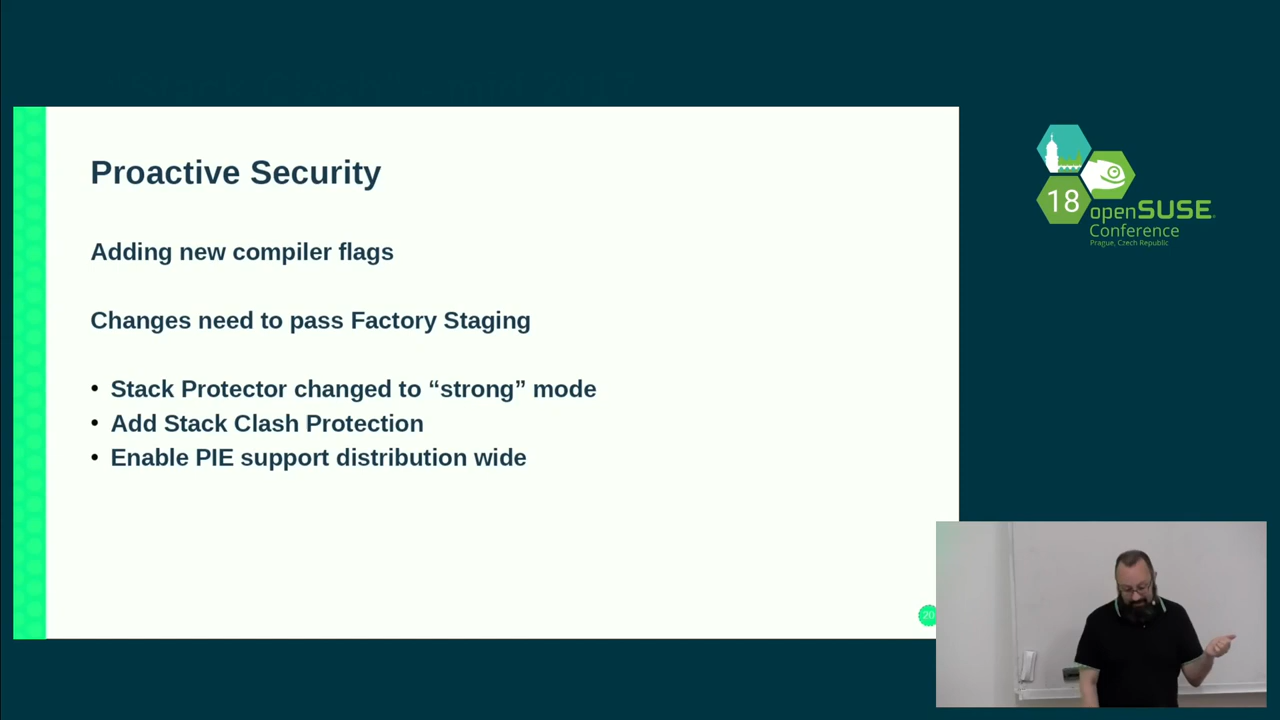 Proactive Security
Adding new compiler flags
Changes need to pass Factory Staging
• Stack Protector changed to “strong” mode
• Add Stack Clash Protection
• Enable PIE support distribution wide
20
18
openSUSE
Conference
Prague, Czech Republic